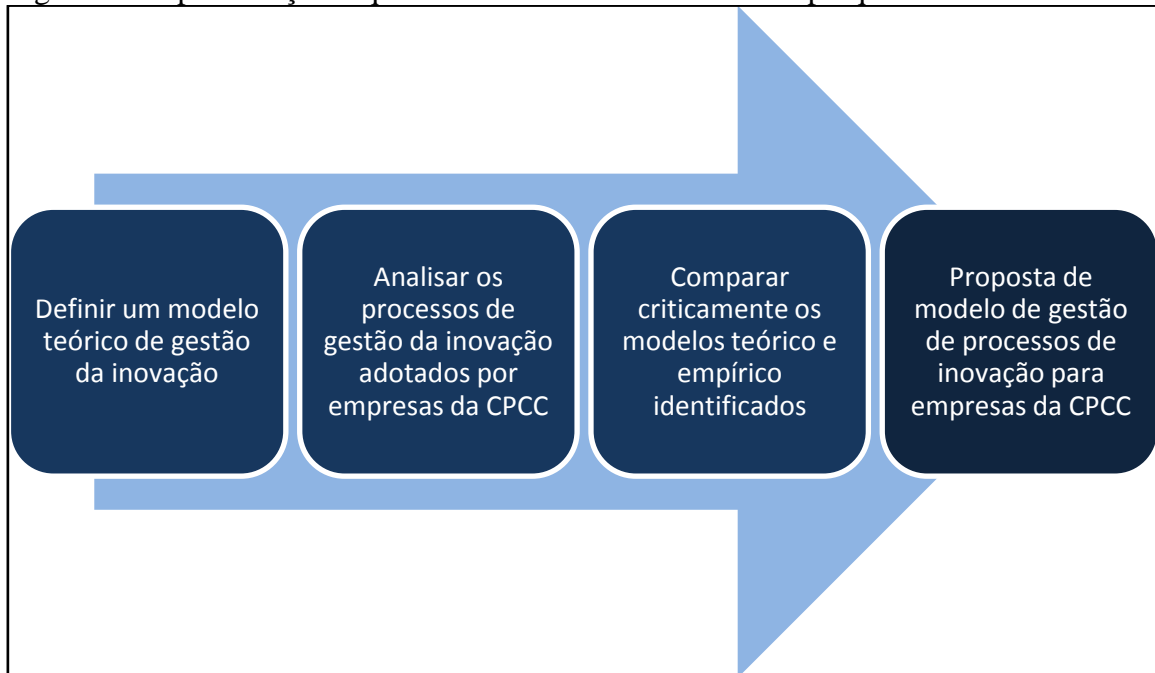 Definir um modelo
teórico de gestão
da inovação
Analisar os
processos de
gestão da inovação
adotados por
empresas da CPCC
Comparar
criticamente os
modelos teórico e
empírico
identificados
Proposta de
modelo de gestão
de processos de
inovação para
empresas da CPCC